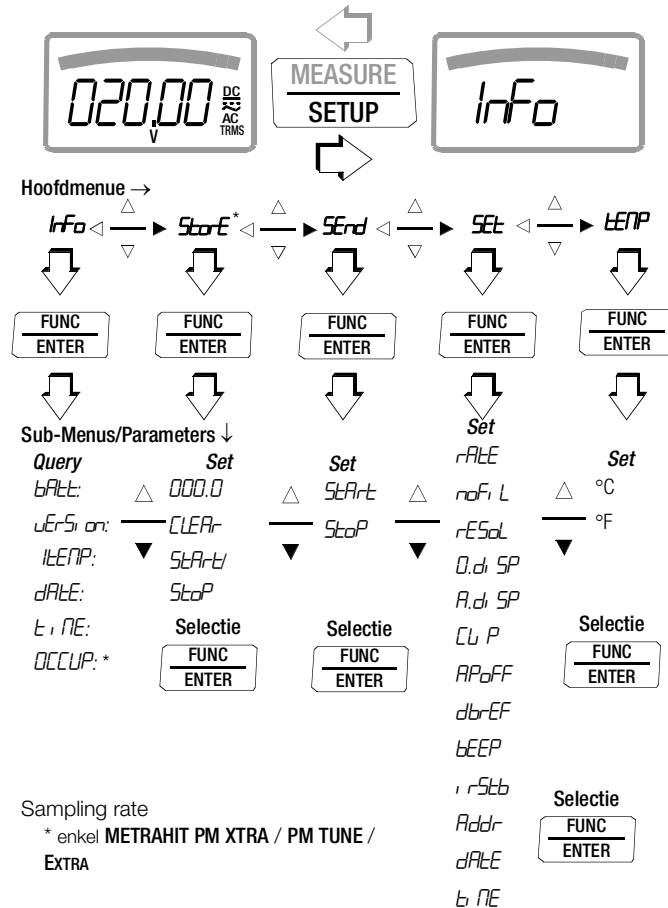 020.00 V DC AC TRMS
MEASURE
SETUP
InFo
Hoofdmenue →
InFo StorE* SEnd SEt tEMP
FUNC FUNC FUNC FUNC FUNC
ENTER ENTER ENTER ENTER ENTER
Sub-Menus/Parameters ↓
Query
bAtt:
vErSion:
ItEMP:
dAtE:
tiME:
OCCUP: *
Set
000.0
CLEAr
StArt/
StoP
Selectie
FUNC
ENTER
Set
StArt
StoP
Selectie
FUNC
ENTER
Set
rAtE
noFiL
rESoL
0.diSP
A.diSP
CLiP
APoFF
dbrEF
bEEP
irStb
Addr
dAtE
tiME
Selectie
FUNC
ENTER
Set
°C
°F
Selectie
FUNC
ENTER
Sampling rate
* enkel METRAHIT PM XTRA / PM TUNE /
EXTRA